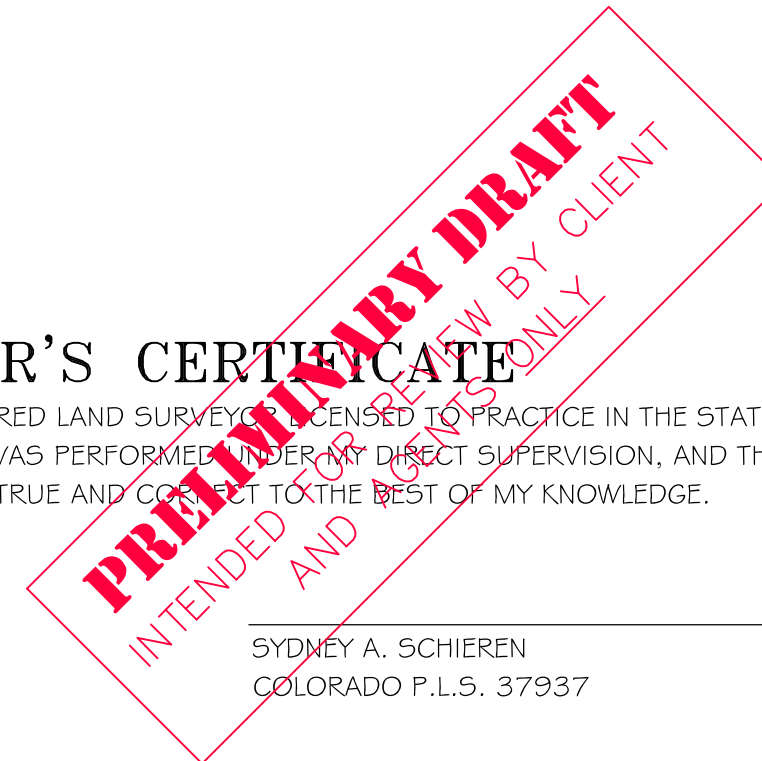 R'S CERTIFICATE
RED LAND SURVEYOR LICENSED TO PRACTICE IN THE STAT
WAS PERFORMED UNDER MY DIRECT SUPERVISION, AND TH
TRUE AND CORRECT TO THE BEST OF MY KNOWLEDGE.
SYDNEY A. SCHIEREN
COLORADO P.L.S. 37937
PRELIMINARY DRAFT
INTENDED FOR REVIEW BY CLIENT
AND AGENTS ONLY